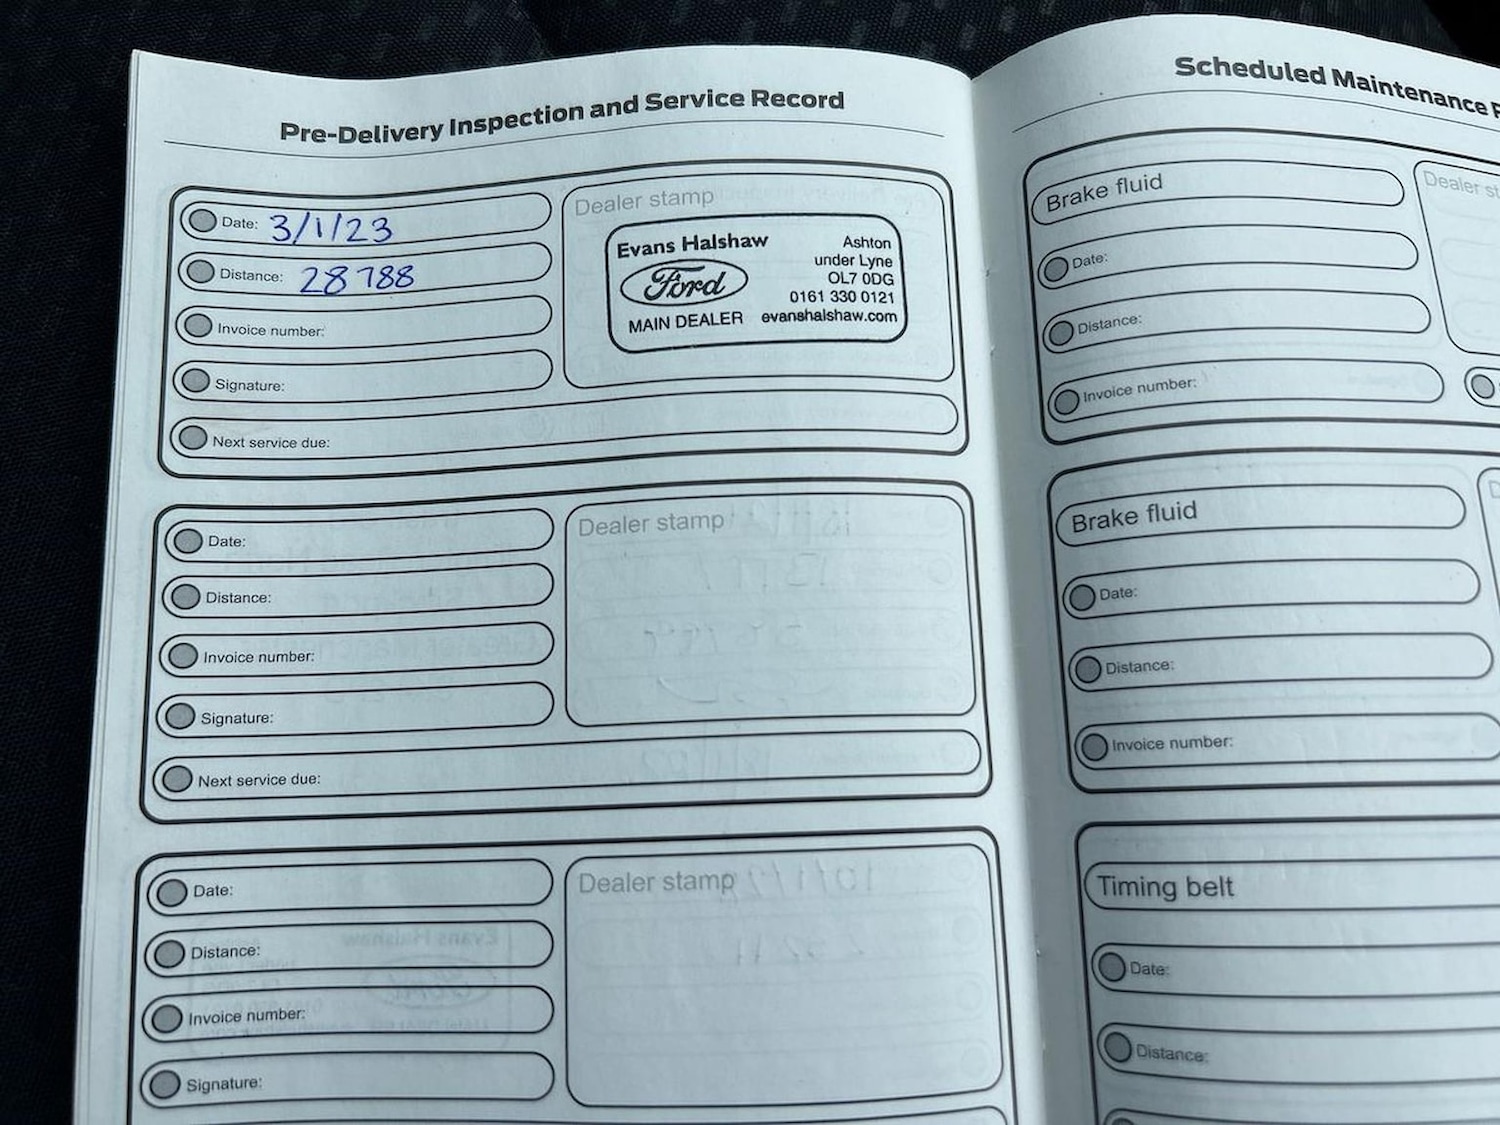 Pre-Delivery Inspection and Service Record
Date: 3/1/23
Distance: 28788
Invoice number:
Signature:
Next service due:
Dealer stamp
Evans Halshaw
Ford
MAIN DEALER
Ashton
under Lyne
OL7 0DG
0161 330 0121
evanshalshaw.com
Date:
Distance:
Invoice number:
Signature:
Next service due:
Dealer stamp
Date:
Distance:
Invoice number:
Signature:
Dealer stamp
Scheduled Maintenance
Brake fluid
Date:
Distance:
Invoice number:
Dealer st
Brake fluid
Date:
Distance:
Invoice number:
Timing belt
Date:
Distance: